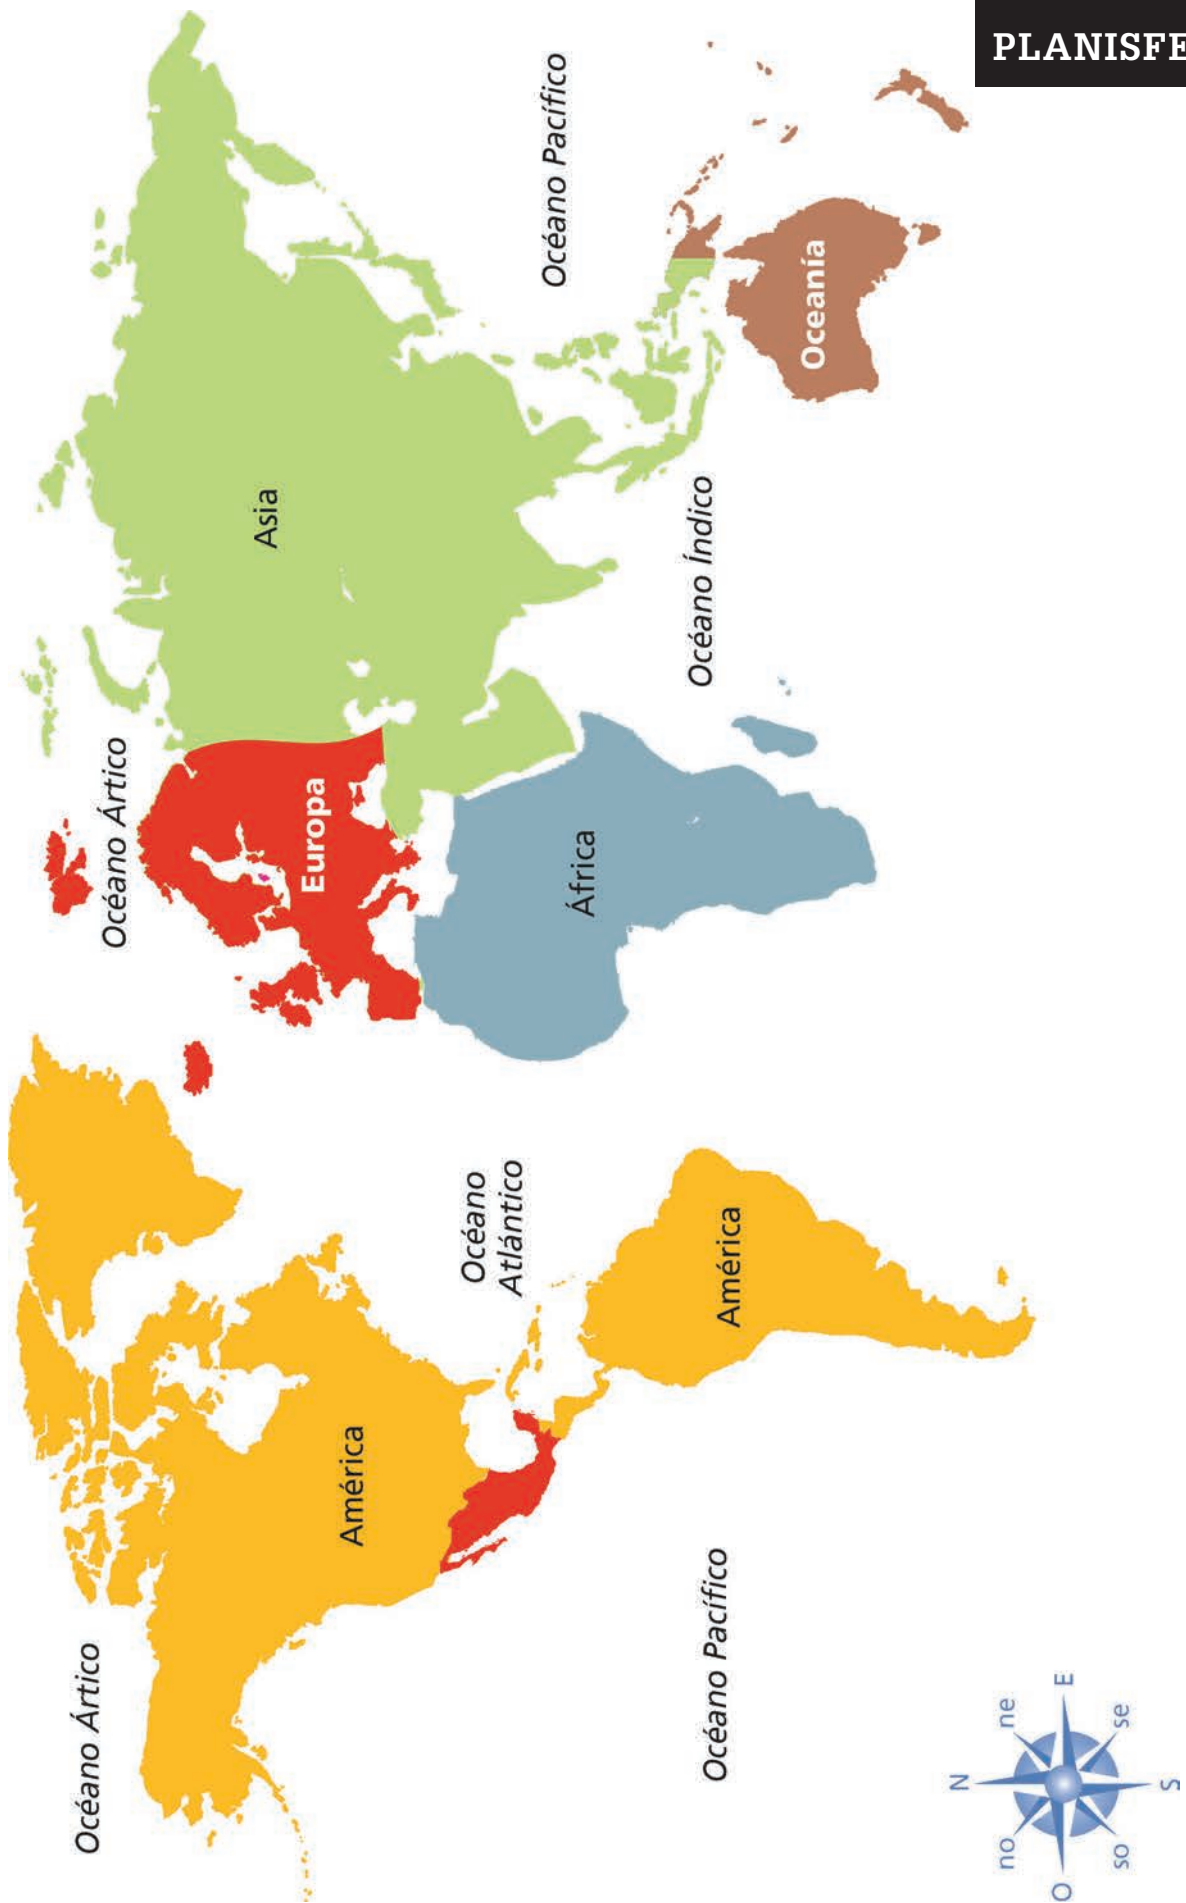 PLANISFE
Océano Ártico
Océano Ártico
América
Europa
Asia
Océano
Atlántico
Océano Pacífico
África
Océano Índico
Océano Pacífico
América
Oceanía
N
ne
E
se
S
so
O
no